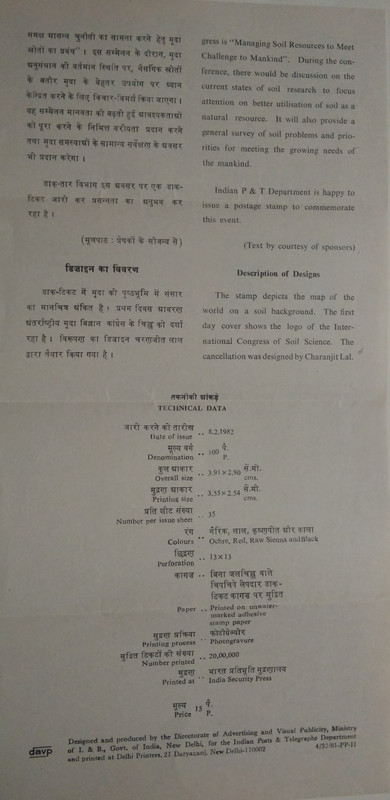 समक्ष सामान्य चुनौती का सामना करने हेतु मृदा
स्रोतों का प्रबंध"। इस सम्मेलन के दौरान, मृदा
अनुसंधान की वर्तमान स्थिति पर, नैसर्गिक स्रोतों
के बतौर मृदा के बेहतर उपयोग पर ध्यान
केन्द्रित करने के लिए विचार-विमर्श किया जाएगा।
यह सम्मेलन मानवता की बढ़ती हुई आवश्यकताओं
को पूरा करने के निमित्त वरीयता प्रदान करने
तथा मृदा समस्याओं के सामान्य सर्वेक्षण के अवसर
भी प्रदान करेगा।
डाक-तार विभाग इस अवसर पर एक डाक-
टिकट जारी कर प्रसन्नता का अनुभव कर
रहा है।
(मूलपाठ : प्रेषकों के सौजन्य से)
डिजाइन का विवरण
डाक-टिकट में मृदा की पृष्ठभूमि में संसार
का मानचित्र अंकित है। प्रथम दिवस आवरण
अंतर्राष्ट्रीय मृदा विज्ञान कांग्रेस के चिह्न को दर्शा
रहा है। विरूपण का डिजाइन चरणजीत लाल
द्वारा तैयार किया गया है।
gress is "Managing Soil Resources to Meet
Challenge to Mankind". During the con-
ference, there would be discussion on the
current states of soil research to focus
attention on better utilisation of soil as a
natural resource. It will also provide a
general survey of soil problems and prio-
rities for meeting the growing needs of
the mankind.
Indian P & T Department is happy to
issue a postage stamp to commemorate
this event.
(Text by courtesy of sponsors)
Description of Designs
The stamp depicts the map of the
world on a soil background. The first
day cover shows the logo of the Inter-
national Congress of Soil Science. The
cancellation was designed by Charanjit Lal.
तकनीकी आंकड़े
TECHNICAL DATA
जारी करने की तारीख
Date of issue .. 8.2.1982
मूल्य वर्ग पै.
Denomination .. 100 P.
कुल आकार सें.मी.
Overall size .. 3.91×2.90 cms.
मुद्रण आकार सें.मी.
Printing size .. 3.55×2.54 cms.
प्रति शीट संख्या
Number per issue sheet .. 35
रंग गैरिक, लाल, कृष्णपीत और काला
Colours .. Ochre, Red, Raw Sienna and Black
छिद्रण
Perforation .. 13×13
कागज़ .. बिना जलचिह्न वाले
चिपचिपे लेपदार डाक-
टिकट कागज पर मुद्रित
Paper .. Printed on unwater-
marked adhesive
stamp paper
मुद्रण प्रक्रिया फोटोग्रेव्योर
Printing process .. Photogravure
मुद्रित टिकटों की संख्या
Number printed .. 20,00,000
मुद्रण भारत प्रतिभूति मुद्रणालय
Printed at .. India Security Press
मूल्य 15 पै.
Price P.
davp
Designed and produced by the Directorate of Advertising and Visual Publicity, Ministry
of I. & B., Govt. of India, New Delhi, for the Indian Posts & Telegraphs Department
and printed at Delhi Printers, 21 Daryaganj, New Delhi-110002 4/52/81-PP-II